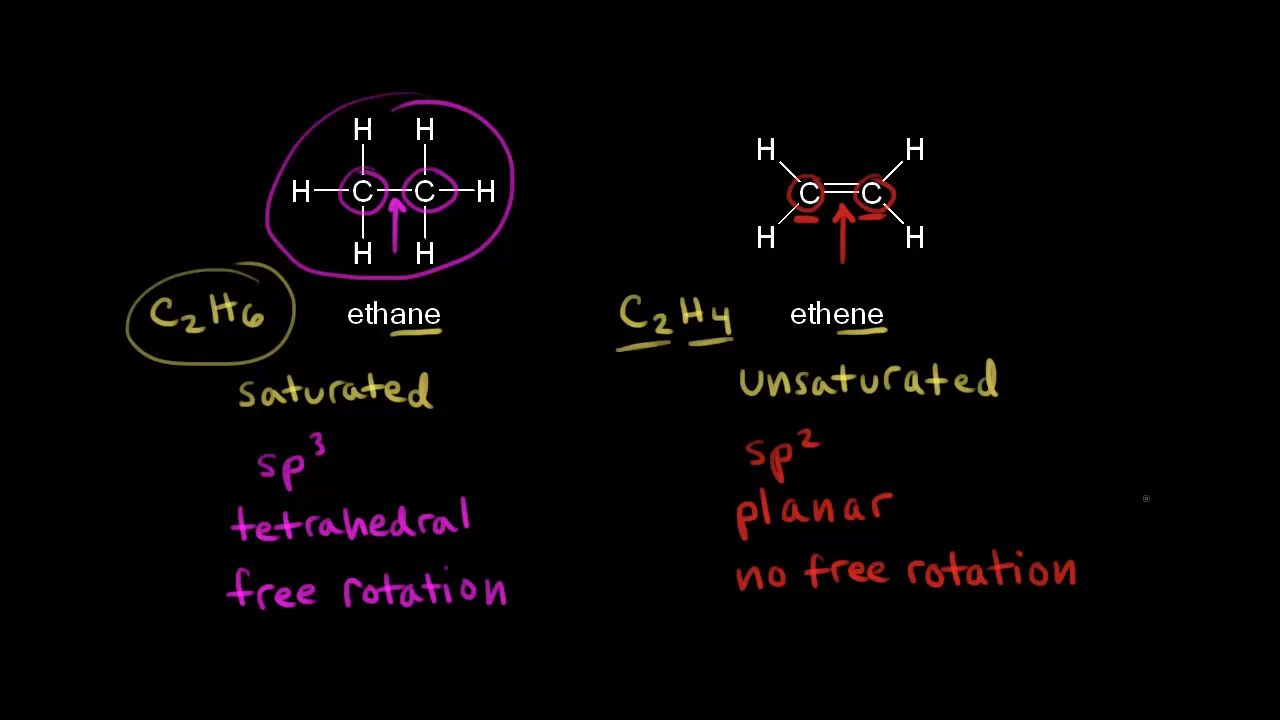 H H
H C C H
H H
C2H6 ethane
saturated
sp³
tetrahedral
free rotation
H H
C C
H H
C2H4 ethene
unsaturated
sp²
planar
no free rotation